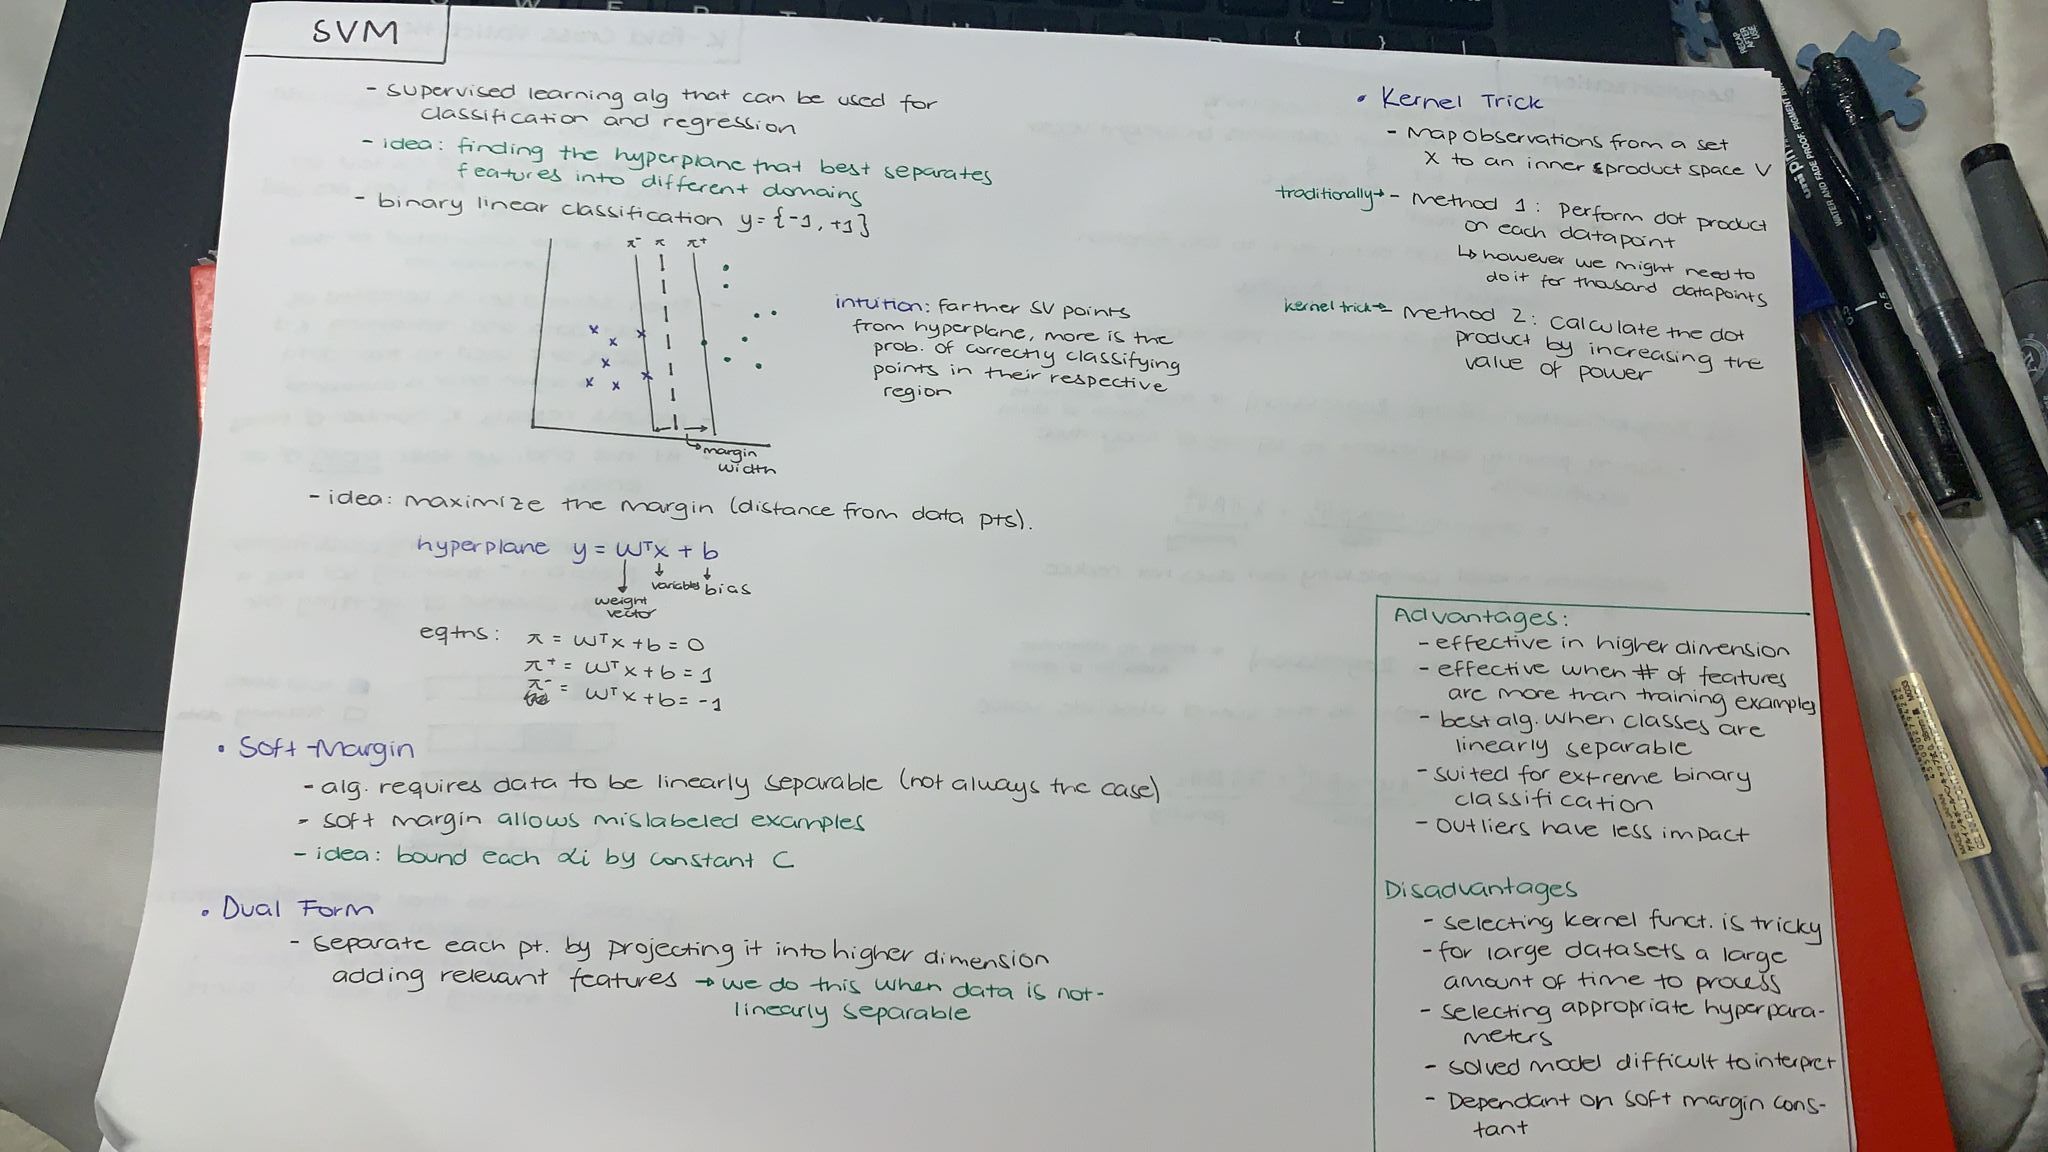 SVM
- supervised learning alg that can be used for
classification and regression
- idea: finding the hyperplane that best separates
features into different domains
- binary linear classification y = {-1, +1}
π⁻ π π⁺
intuition: farther SV points
from hyperplane, more is the
prob. of correctly classifying
points in their respective
region
↳ margin
width
- idea: maximize the margin (distance from data pts).
hyperplane y = wᵀx + b
variables bias
weight
vector
eqtns: π = wᵀx + b = 0
π⁺ = wᵀx + b = 1
π⁻ = wᵀx + b = -1
• Soft-Margin
- alg. requires data to be linearly separable (not always the case)
- soft margin allows mislabeled examples
- idea: bound each αi by constant C
• Dual Form
- separate each pt. by projecting it into higher dimension
adding relevant features → we do this when data is not-
linearly separable
• Kernel Trick
- Map observations from a set
X to an inner product space V
traditionally → - Method 1: perform dot product
on each datapoint
↳ however we might need to
do it for thousand datapoints
kernel trick → - Method 2: calculate the dot
product by increasing the
value of power
Advantages:
- effective in higher dimension
- effective when # of features
are more than training examples
- best alg. when classes are
linearly separable
- suited for extreme binary
classification
- outliers have less impact
Disadvantages
- selecting kernel funct. is tricky
- for large datasets a large
amount of time to process
- selecting appropriate hyperpara-
meters
- solved model difficult to interpret
- Dependant on soft margin cons-
tant